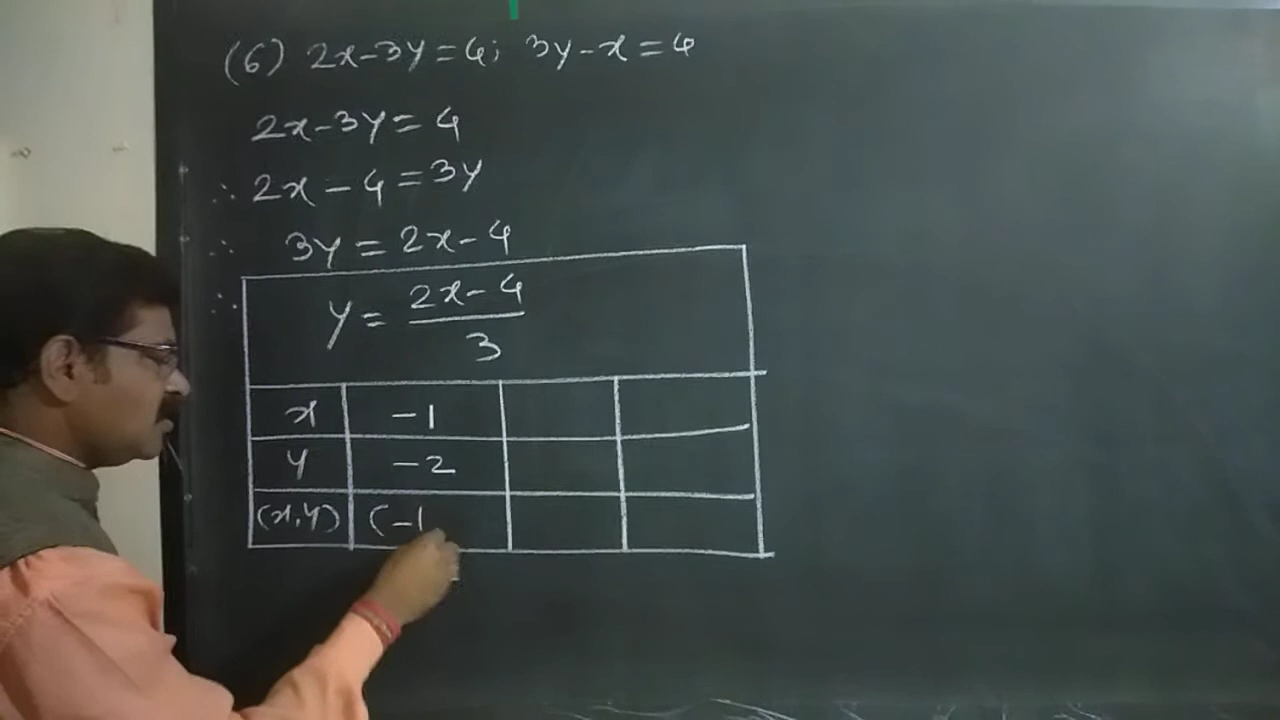 (6) 2x-3y=4; 3y-x=4
2x-3y=4
∴ 2x-4=3y
∴ 3y=2x-4
∴ y=2x-4
3
x -1
y -2
(x,y) (-1